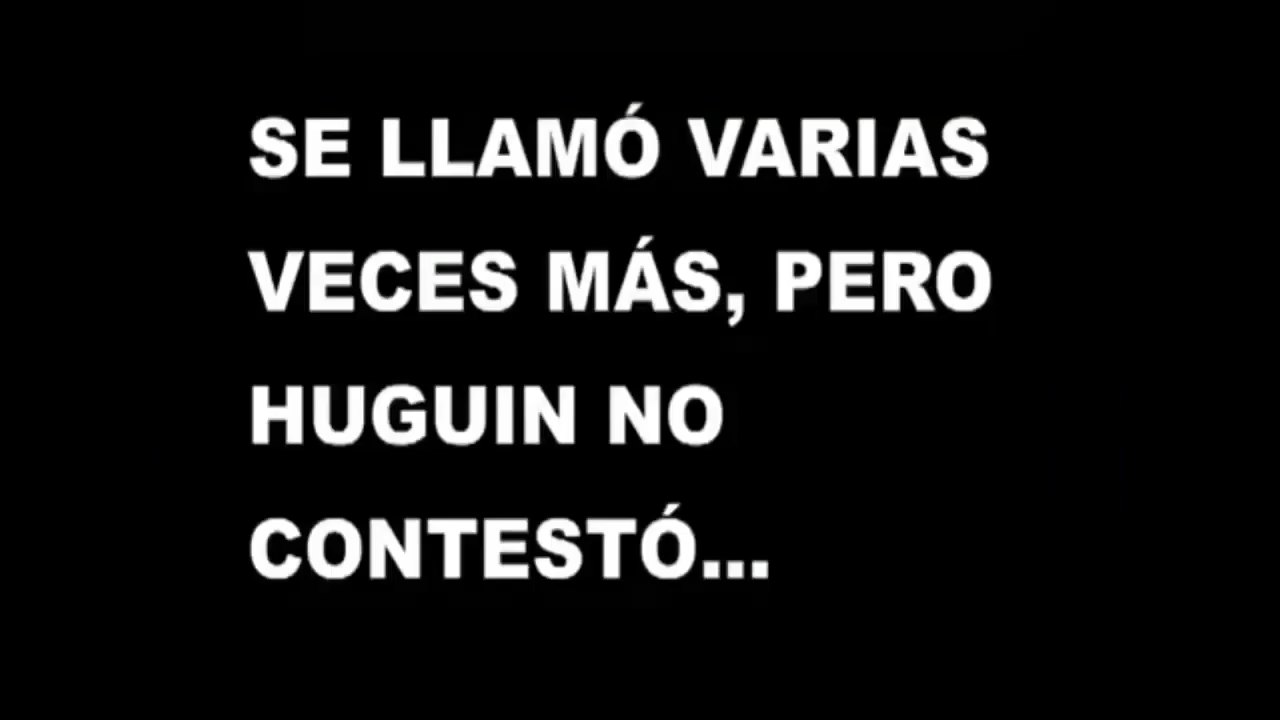 SE LLAMÓ VARIAS
VECES MÁS, PERO
HUGUIN NO
CONTESTÓ...